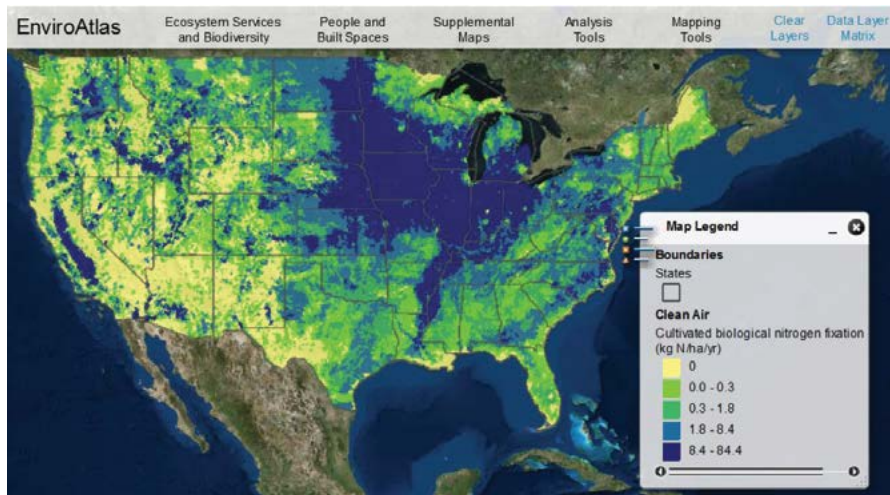 EnviroAtlas
Ecosystem Services
and Biodiversity
People and
Built Spaces
Supplemental
Maps
Analysis
Tools
Mapping
Tools
Clear
Layers
Data Layer
Matrix
Map Legend
Boundaries
States
Clean Air
Cultivated biological nitrogen fixation
(kg N/ha/yr)
0
0.0 - 0.3
0.3 - 1.8
1.8 - 8.4
8.4 - 84.4